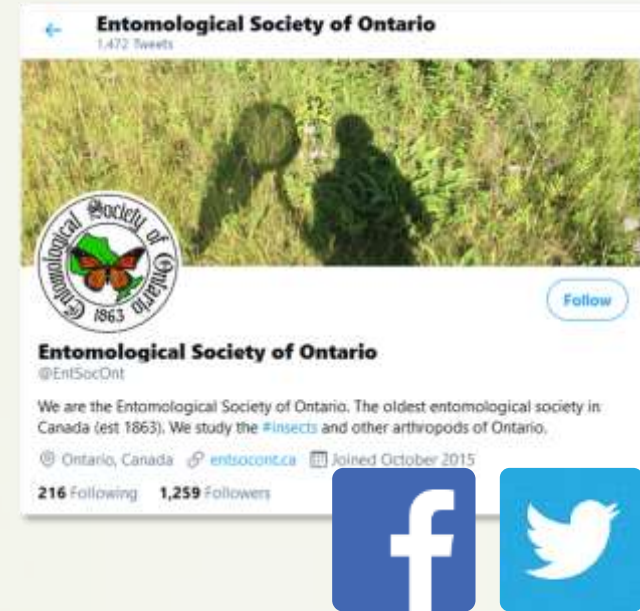 Entomological Society of Ontario
1,472 Tweets
Entomological Society of Ontario
1863
Follow
Entomological Society of Ontario
@EntSocOnt
We are the Entomological Society of Ontario. The oldest entomological society in
Canada (est 1863). We study the #insects and other arthropods of Ontario.
Ontario, Canada entsocont.ca Joined October 2015
216 Following 1,259 Followers
f